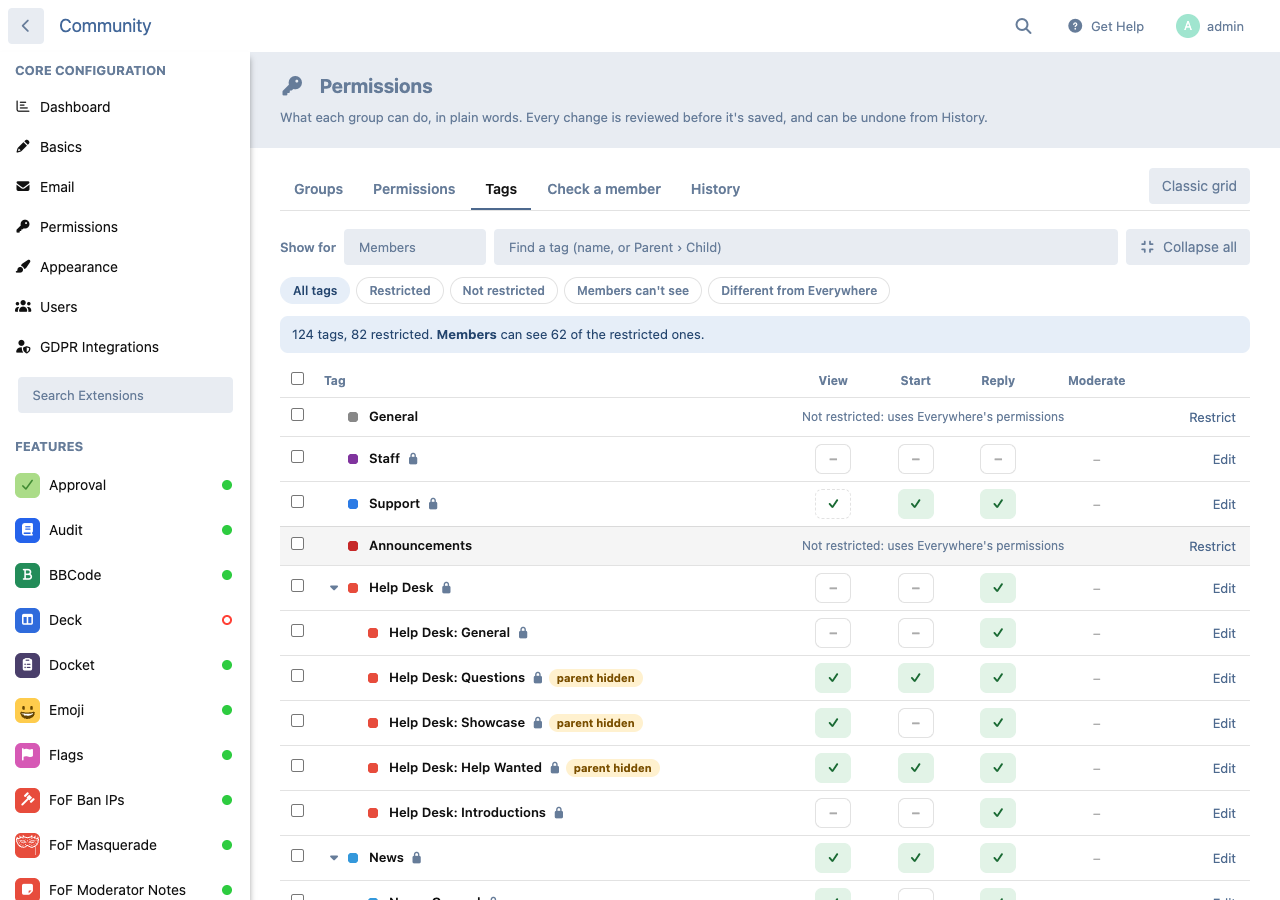 Community
Get Help
A
admin
CORE CONFIGURATION
Dashboard
Basics
Email
Permissions
Appearance
Users
GDPR Integrations
Search Extensions
FEATURES
Approval
Audit
B
BBCode
Deck
Docket
Emoji
Flags
FoF Ban IPs
FoF Masquerade
FoF Moderator Notes
Permissions
What each group can do, in plain words. Every change is reviewed before it's saved, and can be undone from History.
Groups
Permissions
Tags
Check a member
History
Classic grid
Show for
Members
Find a tag (name, or Parent › Child)
Collapse all
All tags
Restricted
Not restricted
Members can't see
Different from Everywhere
124 tags, 82 restricted. Members can see 62 of the restricted ones.
Tag View Start Reply Moderate
General Not restricted: uses Everywhere's permissions Restrict
Staff – – – – Edit
Support – Edit
Announcements Not restricted: uses Everywhere's permissions Restrict
Help Desk – – – Edit
Help Desk: General – – – Edit
Help Desk: Questions parent hidden – Edit
Help Desk: Showcase parent hidden – – Edit
Help Desk: Help Wanted parent hidden – Edit
Help Desk: Introductions – – – Edit
News – Edit